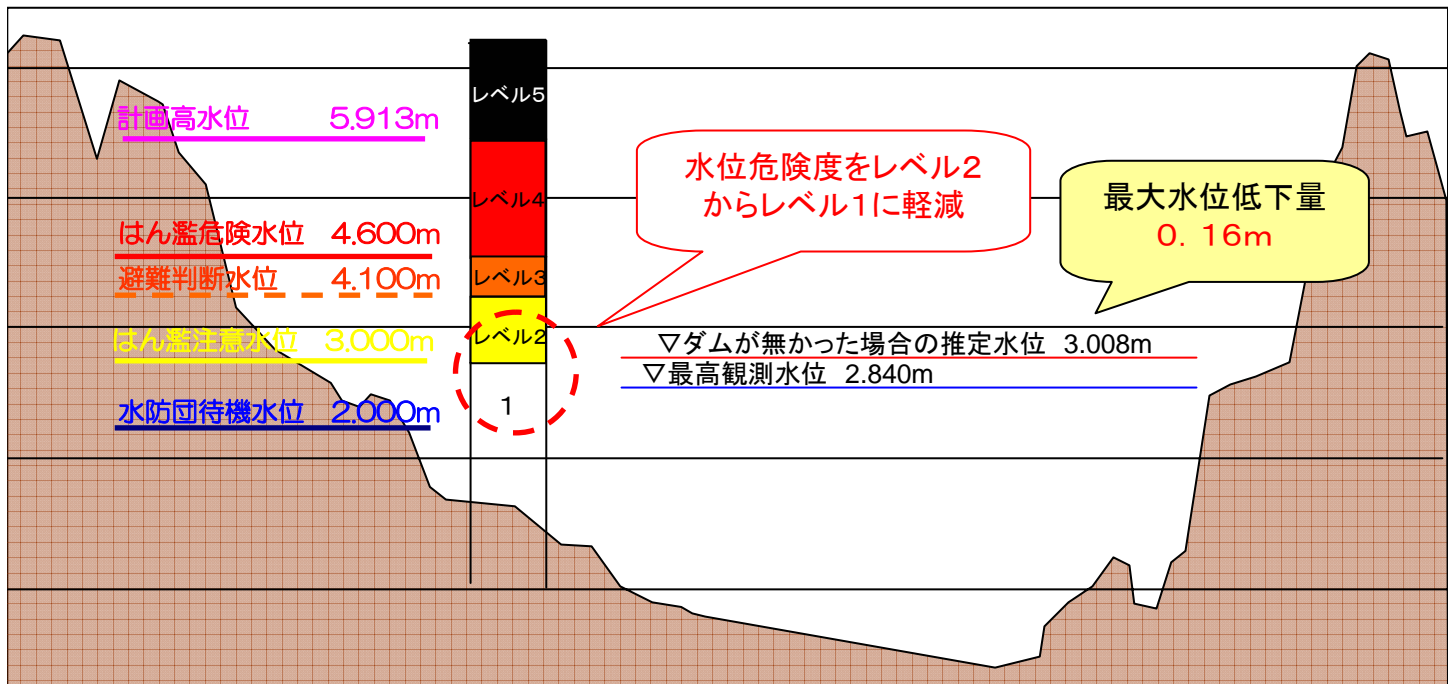 レベル5
計画高水位 5.913m
水位危険度をレベル2
からレベル1に軽減
最大水位低下量
0.16m
レベル4
はん濫危険水位 4.600m
避難判断水位 4.100m
レベル3
はん濫注意水位 3.000m
レベル2
▽ダムが無かった場合の推定水位 3.008m
▽最高観測水位 2.840m
水防団待機水位 2.000m
1